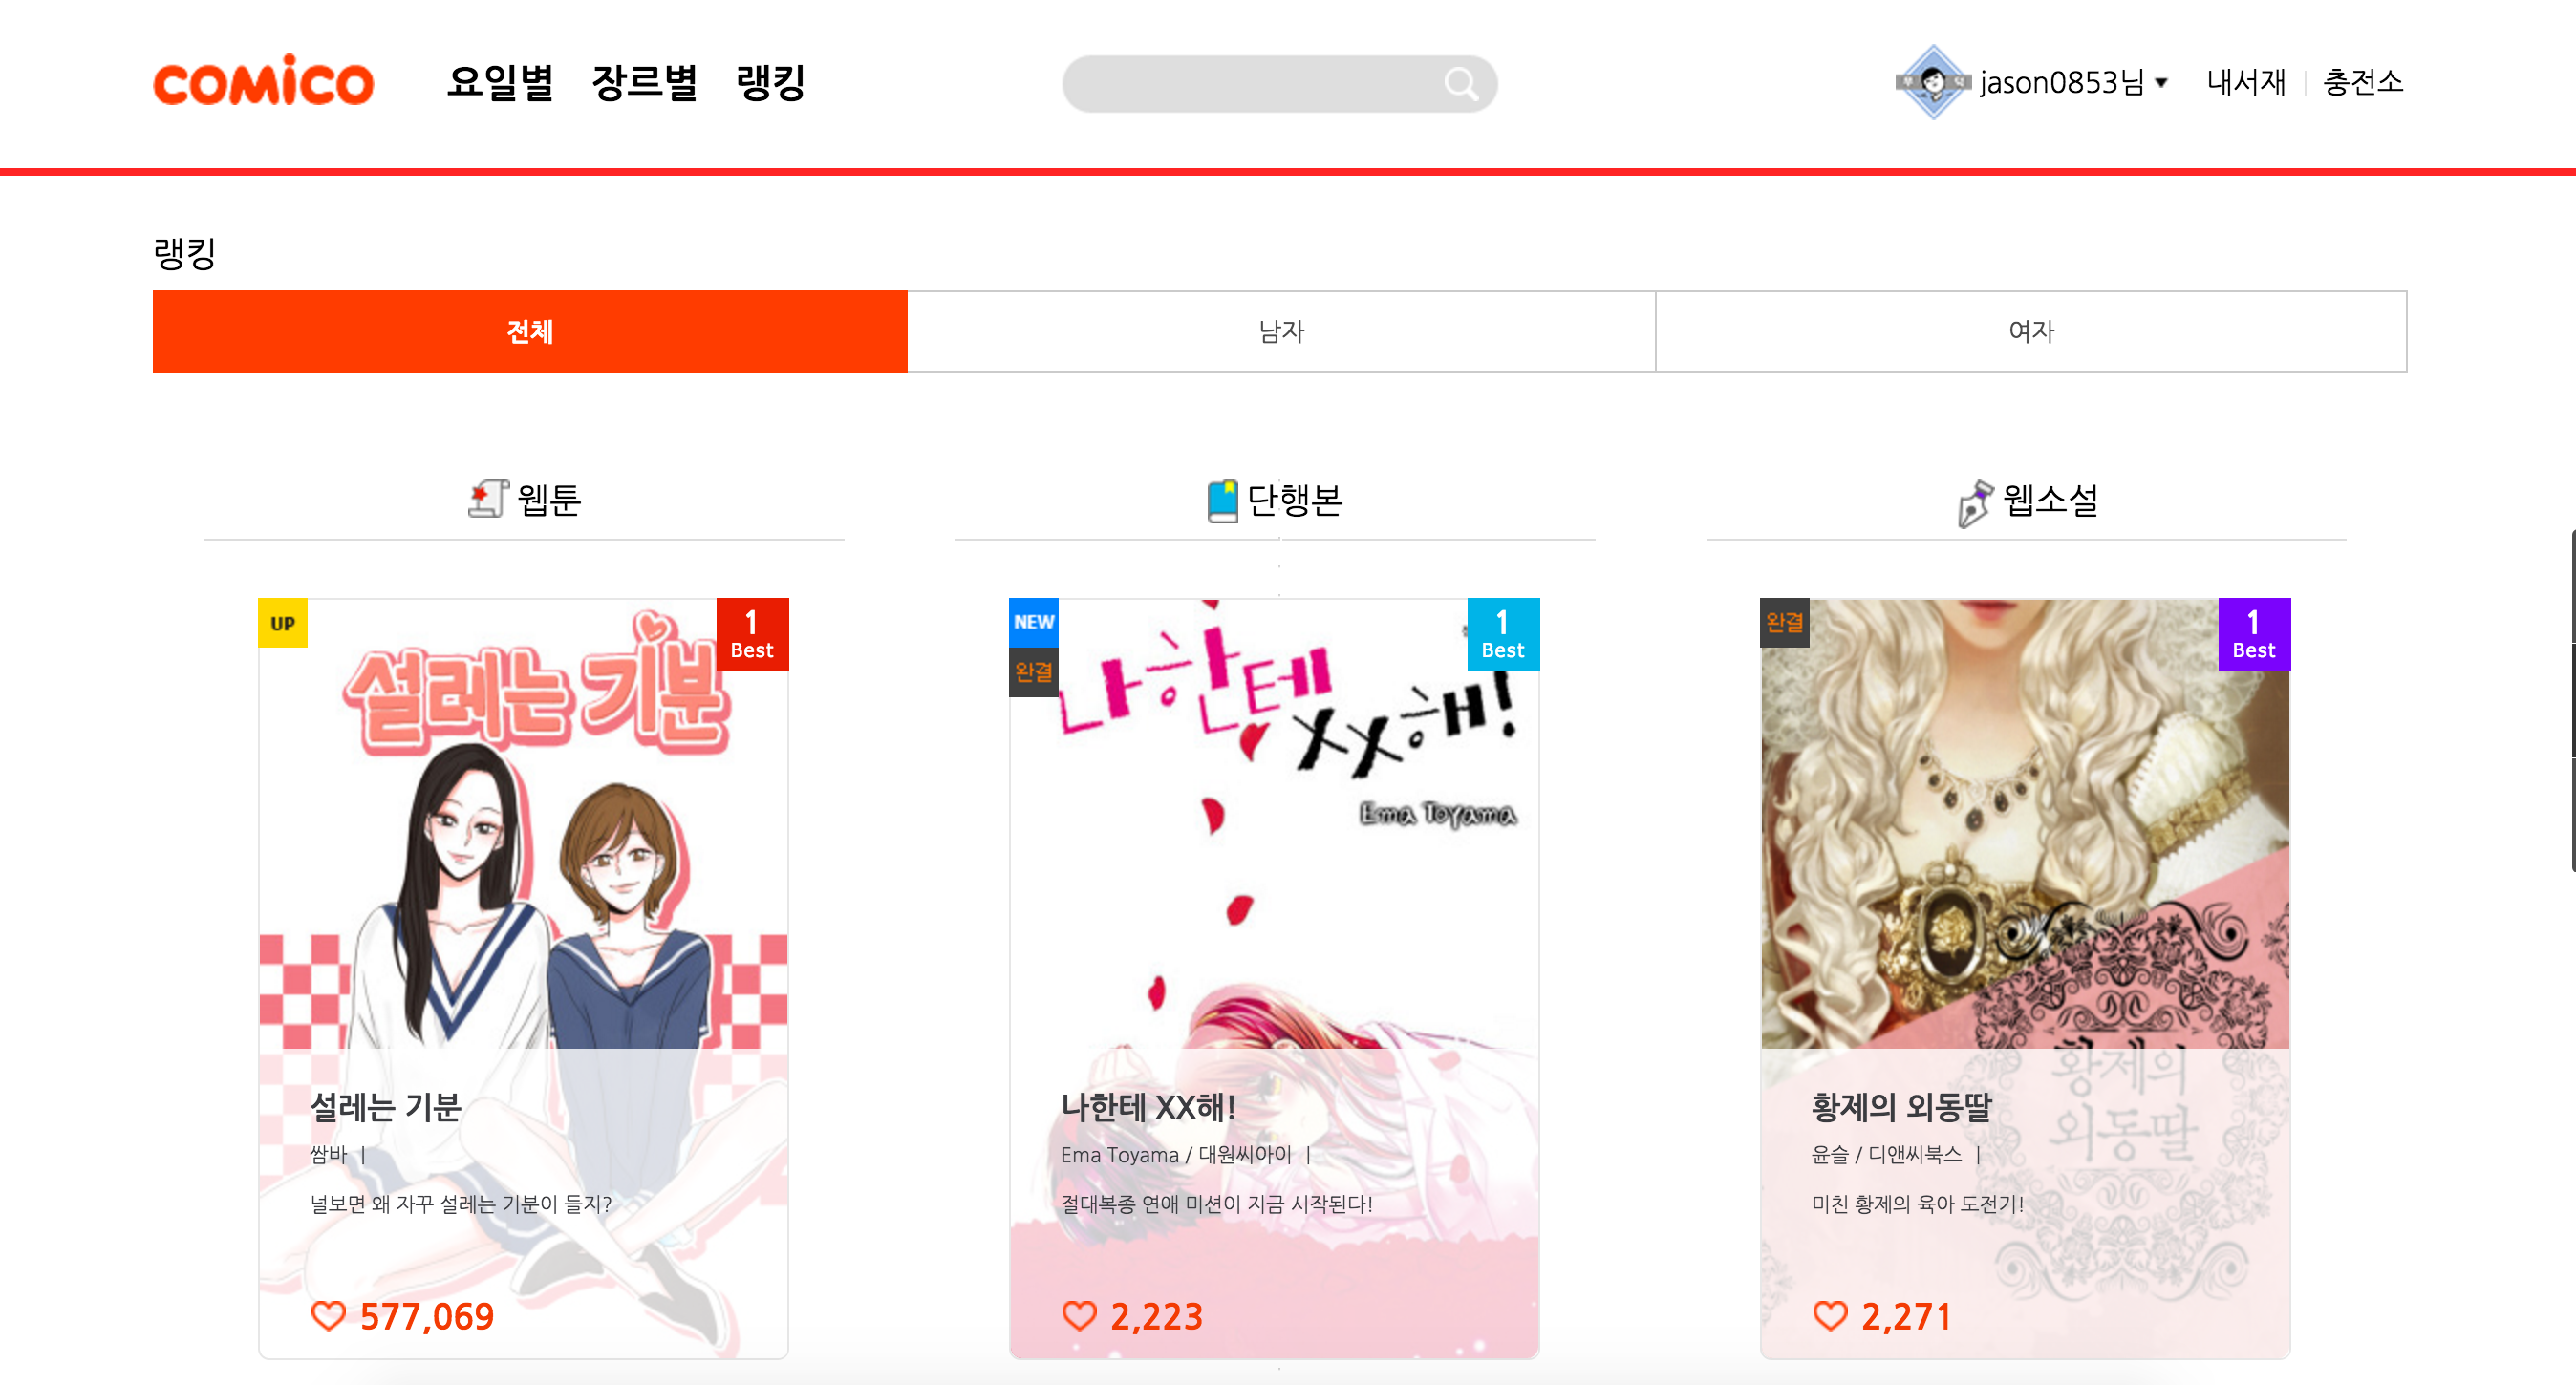 comico 요일별 장르별 랭킹 jason0853님 내서재 충전소
랭킹
전체 남자 여자
웹툰
UP
1
Best
설레는 기분
설레는 기분
쌈바 |
널보면 왜 자꾸 설레는 기분이 들지?
577,069
단행본
NEW
완결
1
Best
나한테
XX해!
Ema Toyama
나한테 XX해!
Ema Toyama / 대원씨아이 |
절대복종 연애 미션이 지금 시작된다!
2,223
웹소설
완결
1
Best
황제의
외동딸
황제의 외동딸
윤슬 / 디앤씨북스 |
미친 황제의 육아 도전기!
2,271